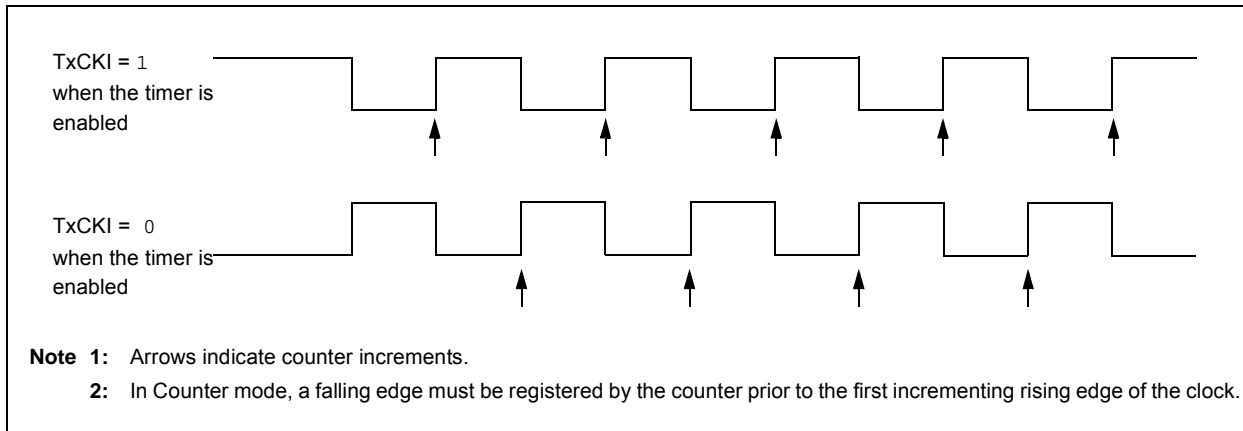 TxCKI = 1
when the timer is
enabled
TxCKI = 0
when the timer is
enabled
Note 1: Arrows indicate counter increments.
2: In Counter mode, a falling edge must be registered by the counter prior to the first incrementing rising edge of the clock.